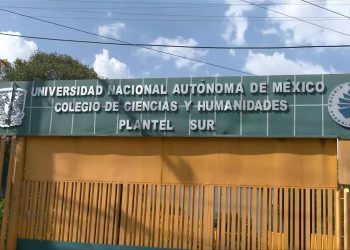 UNIVERSIDAD NACIONAL AUTÓNOMA DE MÉXICO
COLEGIO DE CIENCIAS Y HUMANIDADES
PLANTEL SUR